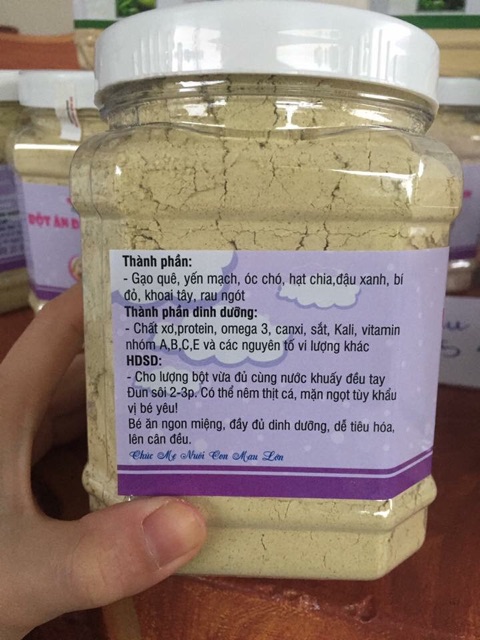 Thành phần:
- Gạo quê, yến mạch, óc chó, hạt chia,đậu xanh, bí
đỏ, khoai tây, rau ngót
Thành phần dinh dưỡng:
- Chất xơ,protein, omega 3, canxi, sắt, Kali, vitamin
nhóm A,B,C,E và các nguyên tố vi lượng khác
HDSD:
- Cho lượng bột vừa đủ cùng nước khuấy đều tay
Đun sôi 2-3p. Có thể nêm thịt cá, mặn ngọt tùy khẩu
vị bé yêu!
Bé ăn ngon miệng, đầy đủ dinh dưỡng, dễ tiêu hóa,
lên cân đều.
Chúc Mẹ Nuôi Con Mau Lớn
BỘT ĂN